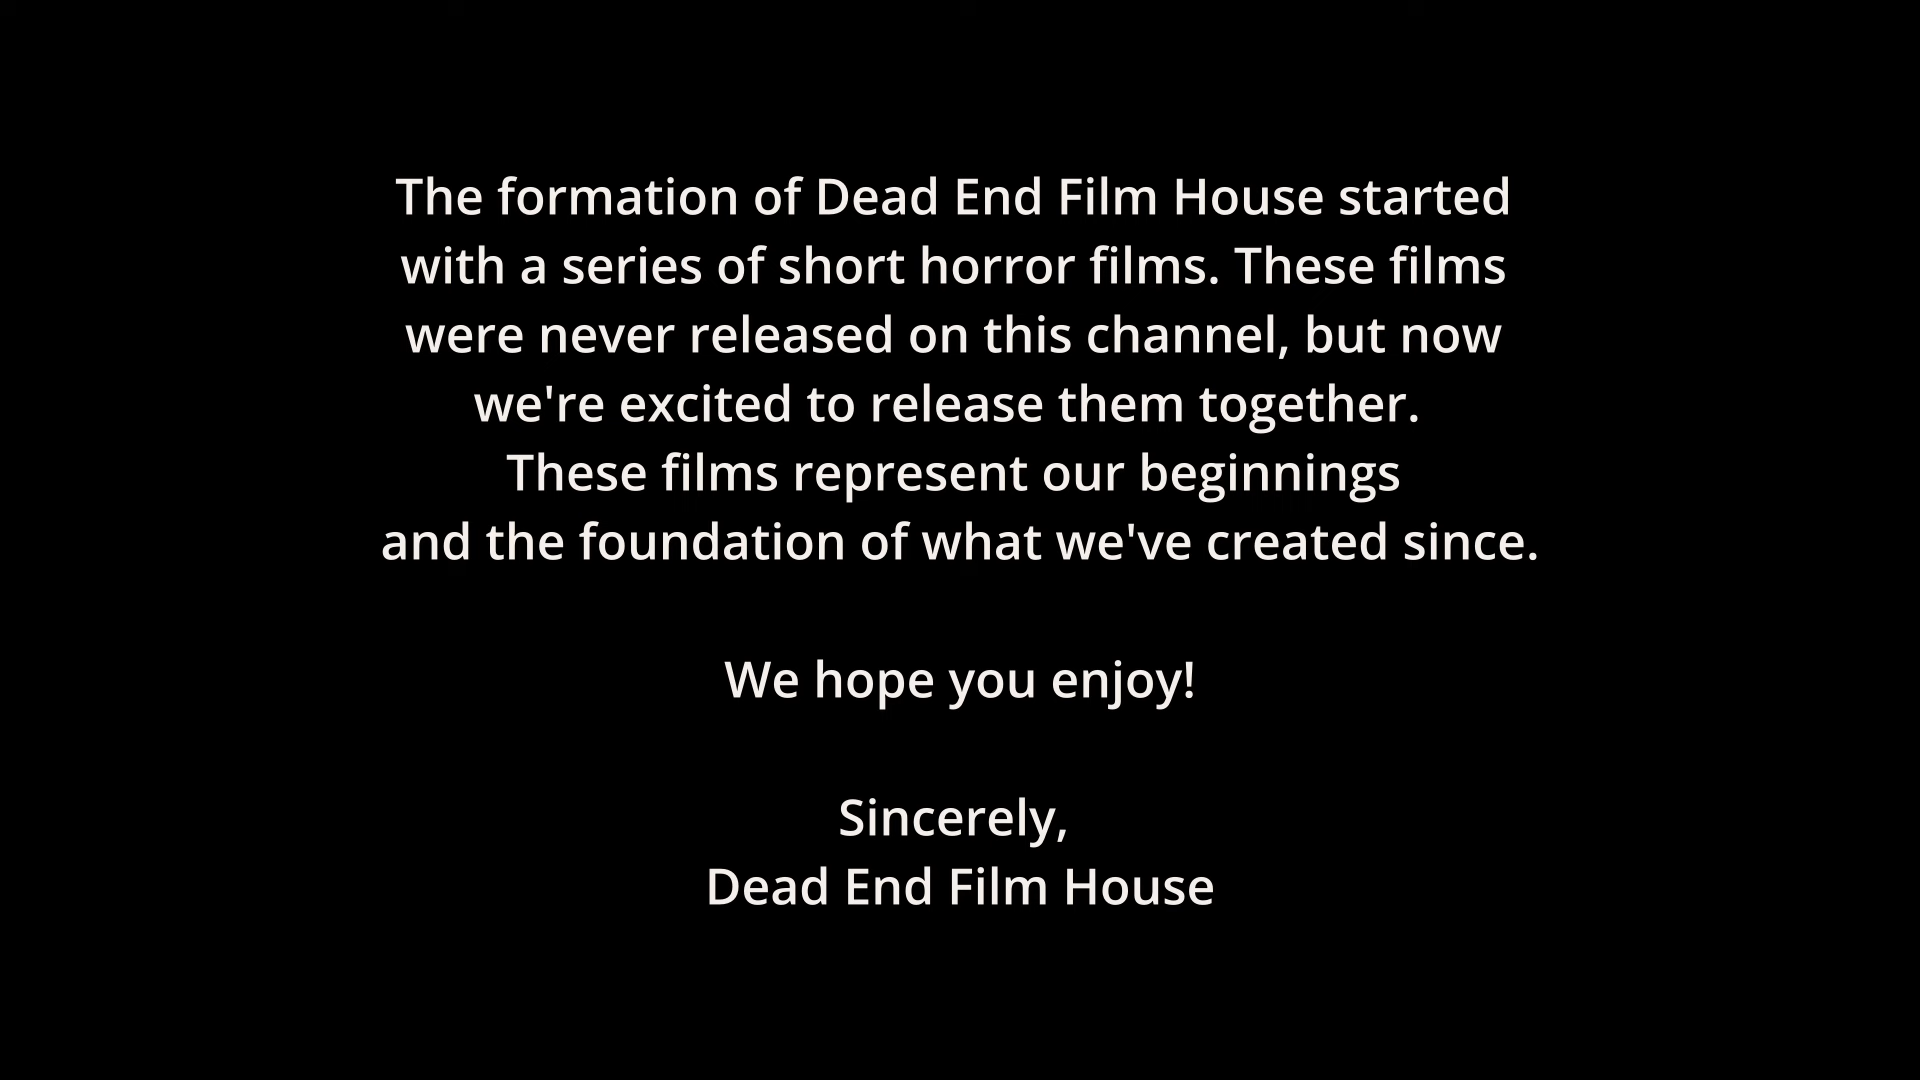 The formation of Dead End Film House started
with a series of short horror films. These films
were never released on this channel, but now
we're excited to release them together.
These films represent our beginnings
and the foundation of what we've created since.
We hope you enjoy!
Sincerely,
Dead End Film House